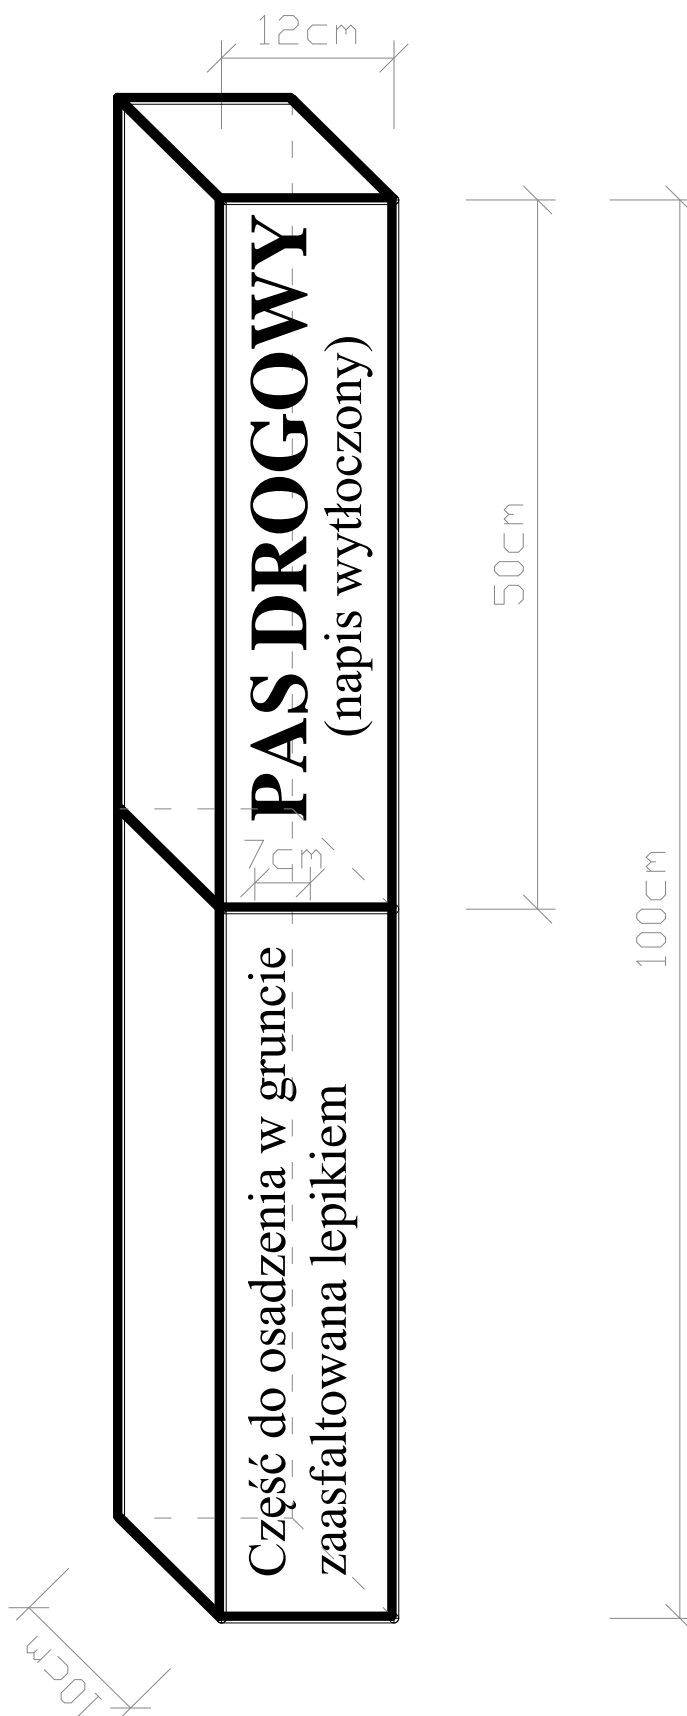 12cm
PAS DROGOWY
(napis wytłoczony)
50cm
100cm
7cm
Część do osadzenia w gruncie
zaasfaltowana lepikiem
10cm